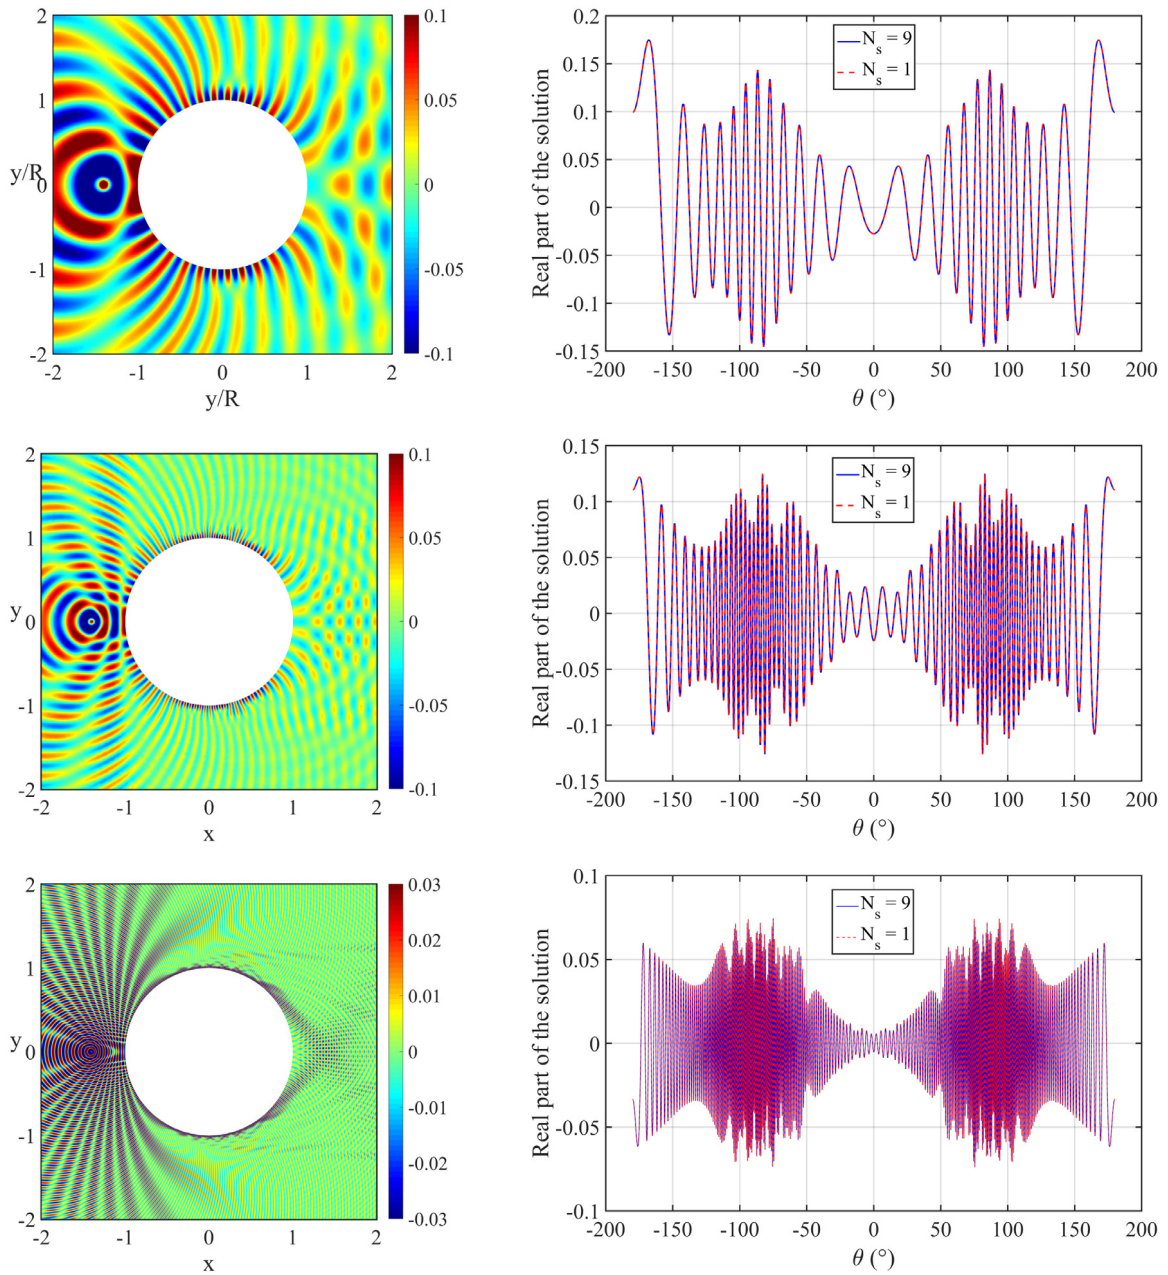 2
1
y/R
0
-1
-2
-2 -1 0 1 2
y/R
0.1
0.05
0
-0.05
-0.1
0.2
0.15
0.1
0.05
0
-0.05
-0.1
-0.15
-200 -150 -100 -50 0 50 100 150 200
θ (°)
Real part of the solution
N_s = 9
N_s = 1
2
1
y
0
-1
-2
-2 -1 0 1 2
x
0.1
0.05
0
-0.05
-0.1
0.15
0.1
0.05
0
-0.05
-0.1
-0.15
-200 -150 -100 -50 0 50 100 150 200
θ (°)
Real part of the solution
N_s = 9
N_s = 1
2
1
y
0
-1
-2
-2 -1 0 1 2
x
0.03
0.02
0.01
0
-0.01
-0.02
-0.03
0.1
0.05
0
-0.05
-0.1
-200 -150 -100 -50 0 50 100 150 200
θ (°)
Real part of the solution
N_s = 9
N_s = 1